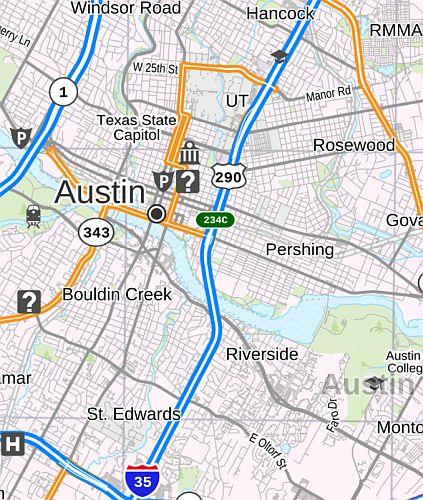 Windsor Road
Hancock
RMMA
erry Ln
W 25th St
1
UT
Manor Rd
Texas State
Capitol
P
Rosewood
290
P
?
Austin
234C
Gova
343
Pershing
?
Bouldin Creek
Riverside
Austin
Colleg
amar
Austin
Faro Dr
St. Edwards
Monto
E Oltorf St
H
35